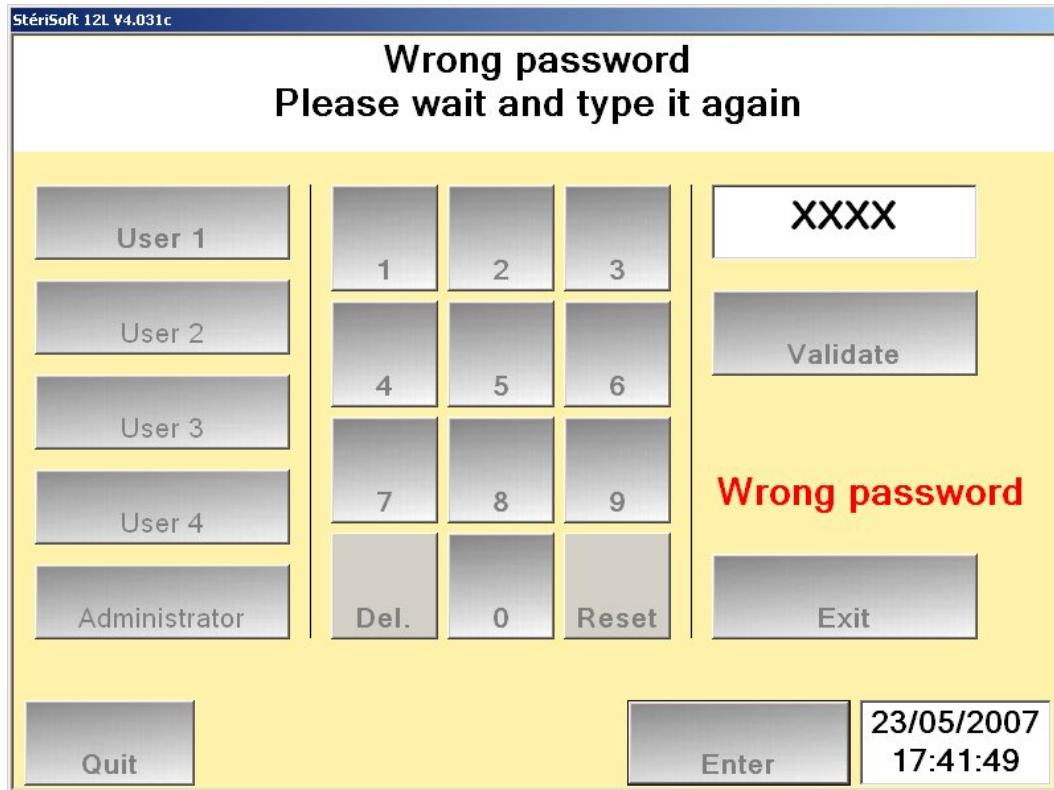 StériSoft 12L V4.031c
Wrong password
Please wait and type it again
User 1
User 2
User 3
User 4
Administrator
1 2 3
4 5 6
7 8 9
Del. 0 Reset
XXXX
Validate
Wrong password
Exit
Quit
Enter
23/05/2007
17:41:49